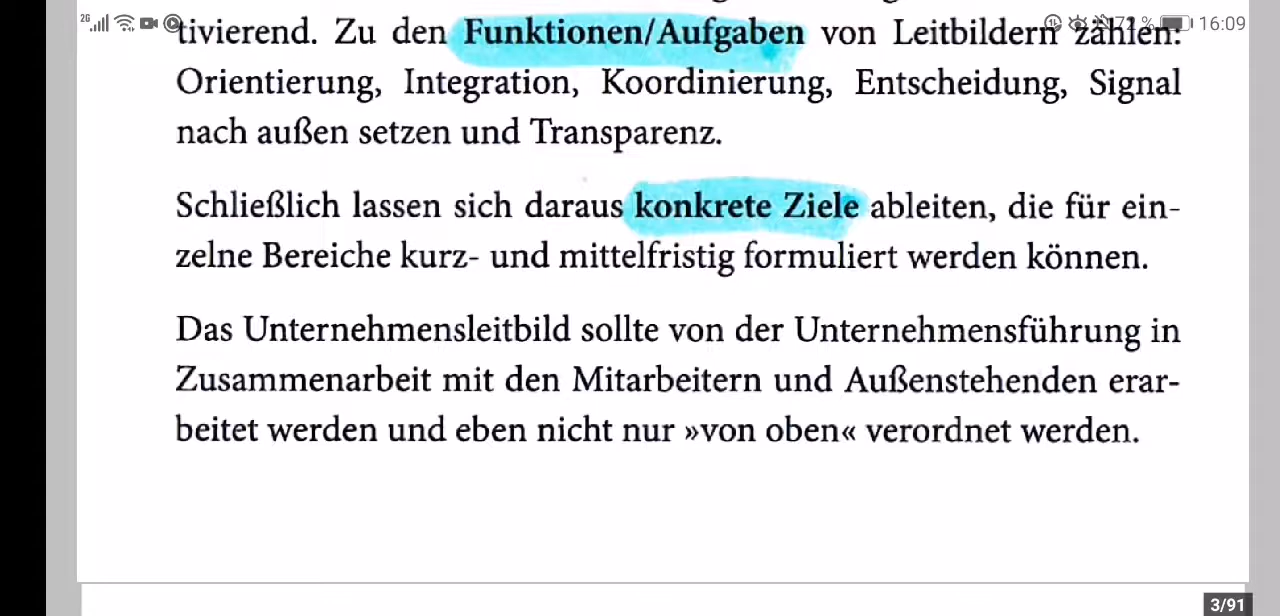 2G 72 % 16:09
tivierend. Zu den Funktionen/Aufgaben von Leitbildern zählen:
Orientierung, Integration, Koordinierung, Entscheidung, Signal
nach außen setzen und Transparenz.
Schließlich lassen sich daraus konkrete Ziele ableiten, die für ein-
zelne Bereiche kurz- und mittelfristig formuliert werden können.
Das Unternehmensleitbild sollte von der Unternehmensführung in
Zusammenarbeit mit den Mitarbeitern und Außenstehenden erar-
beitet werden und eben nicht nur »von oben« verordnet werden.
3/91